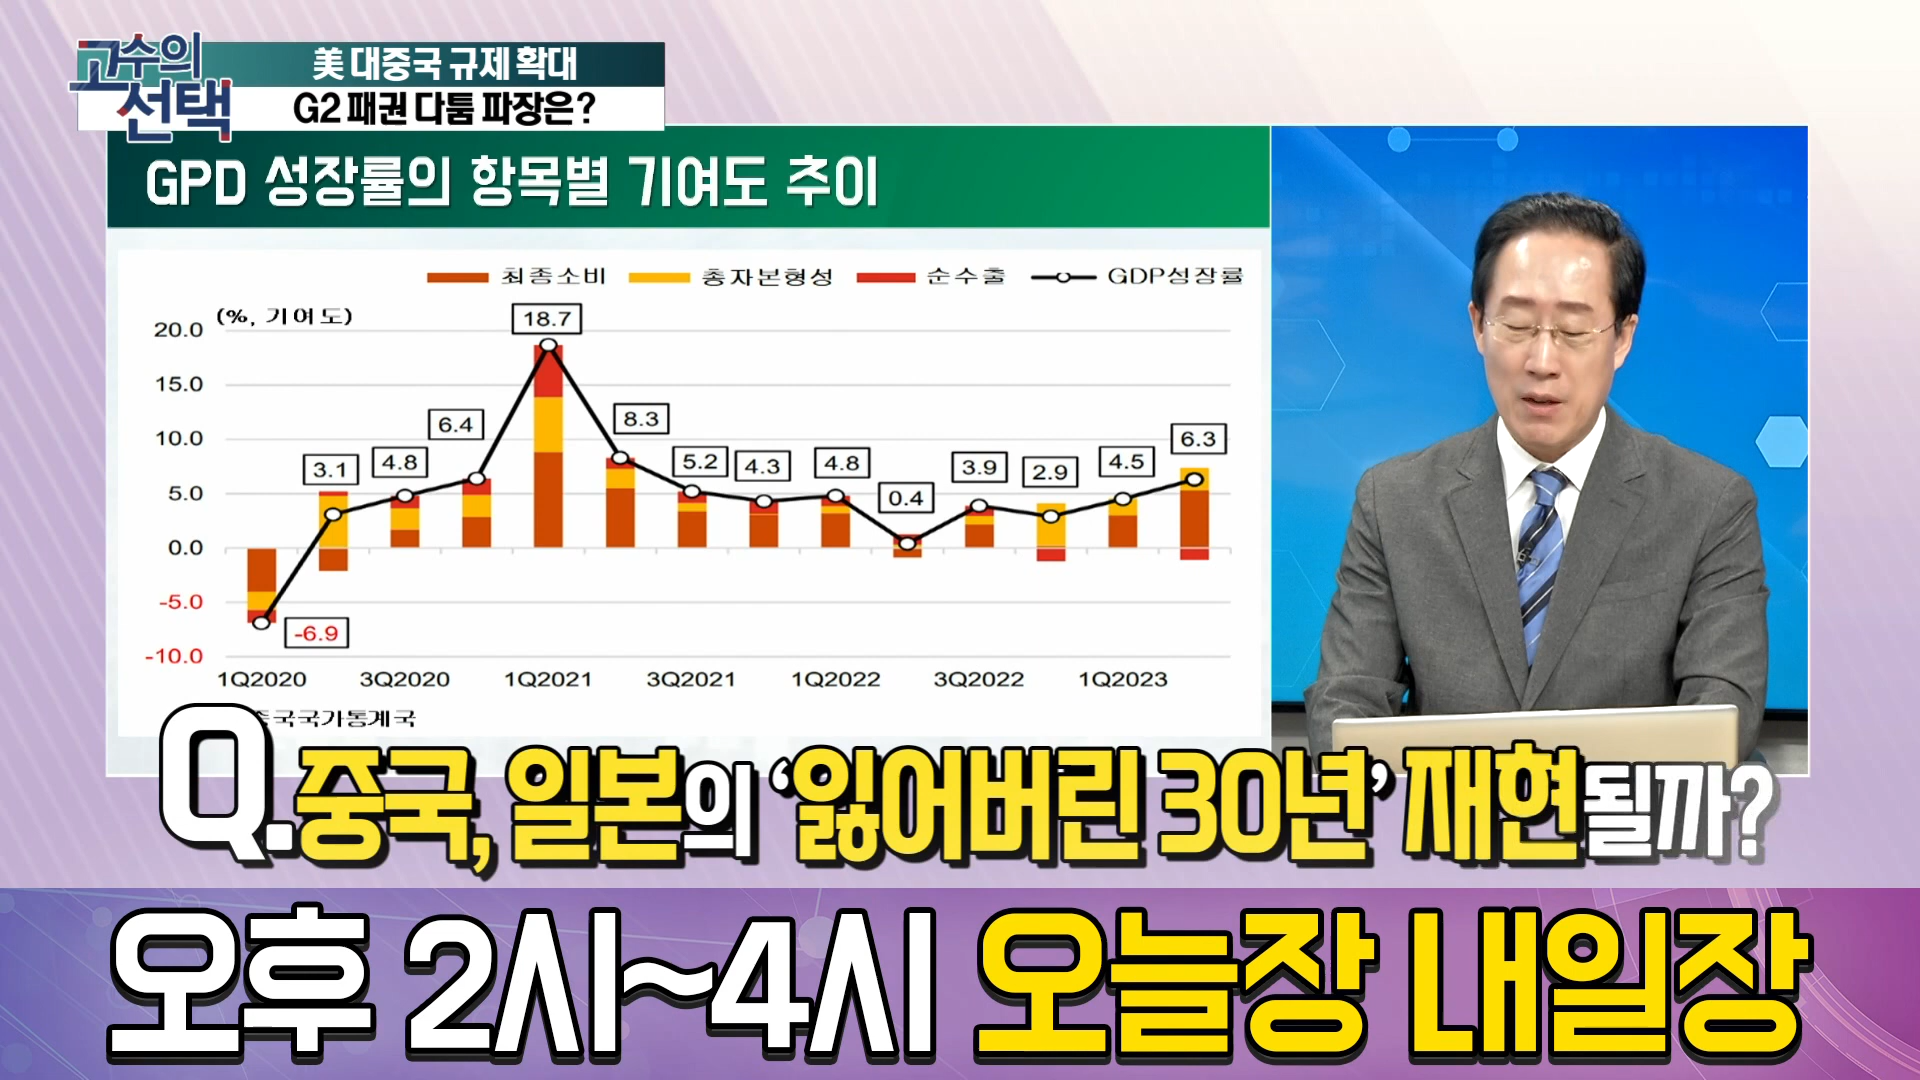 고수의
선택
美 대중국 규제 확대
G2 패권 다툼 파장은?
GPD 성장률의 항목별 기여도 추이
최종소비 총자본형성 순수출 GDP성장률
(%, 기여도)
20.0
15.0
10.0
5.0
0.0
-5.0
-10.0
-6.9
3.1
4.8
6.4
18.7
8.3
5.2
4.3
4.8
0.4
3.9
2.9
4.5
6.3
1Q2020 3Q2020 1Q2021 3Q2021 1Q2022 3Q2022 1Q2023
중국국가통계국
Q.중국, 일본의 ‘잃어버린 30년’ 재현될까?
오후 2시~4시 오늘장 내일장